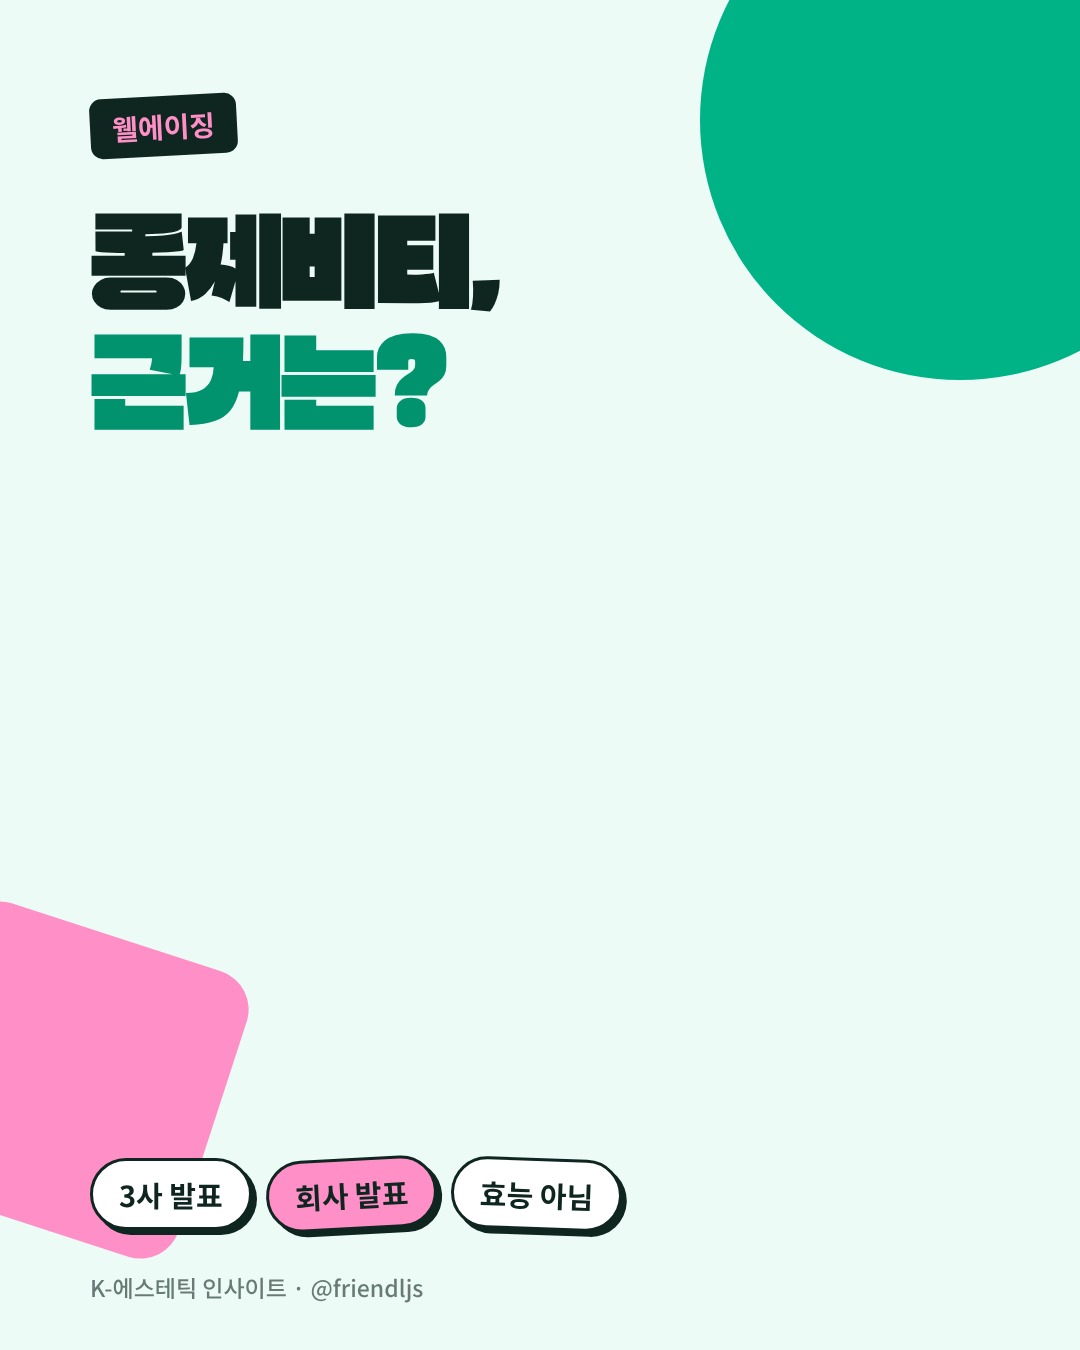 웰에이징
롱제비티,
근거는?
3사 발표 회사 발표 효능 아님
K-에스테틱 인사이트 · @friendljs